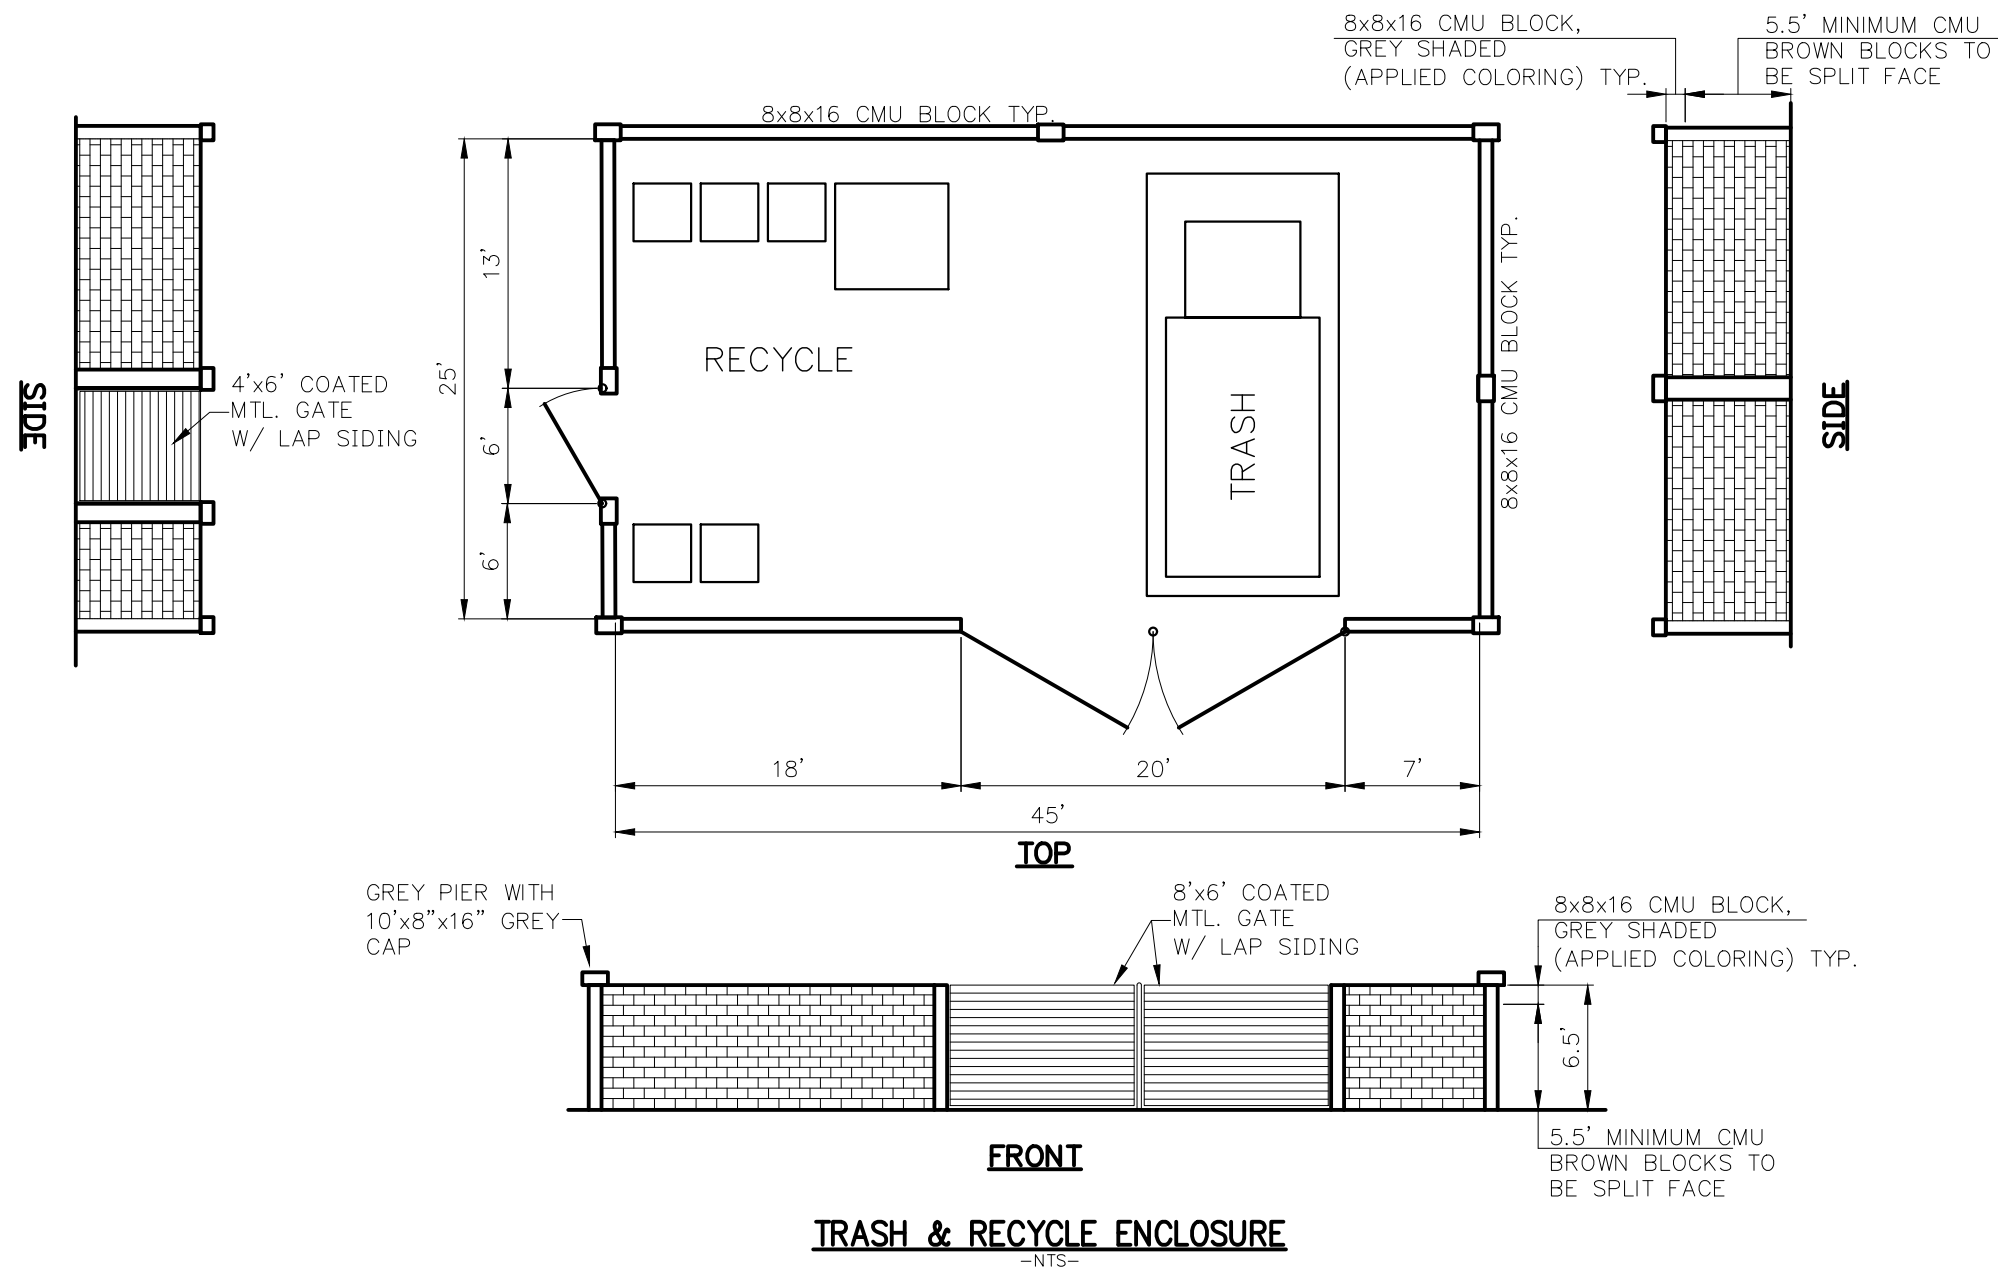 8x8x16 CMU BLOCK,
GREY SHADED
(APPLIED COLORING) TYP.
5.5' MINIMUM CMU
BROWN BLOCKS TO
BE SPLIT FACE
8x8x16 CMU BLOCK TYP.
13'
25'
6'
6'
RECYCLE
TRASH
8x8x16 CMU BLOCK TYP.
SIDE
4'x6' COATED
MTL. GATE
W/ LAP SIDING
SIDE
18'
20'
7'
45'
TOP
GREY PIER WITH
10'x8"x16" GREY
CAP
8'x6' COATED
MTL. GATE
W/ LAP SIDING
8x8x16 CMU BLOCK,
GREY SHADED
(APPLIED COLORING) TYP.
6.5'
5.5' MINIMUM CMU
BROWN BLOCKS TO
BE SPLIT FACE
FRONT
TRASH & RECYCLE ENCLOSURE
-NTS-